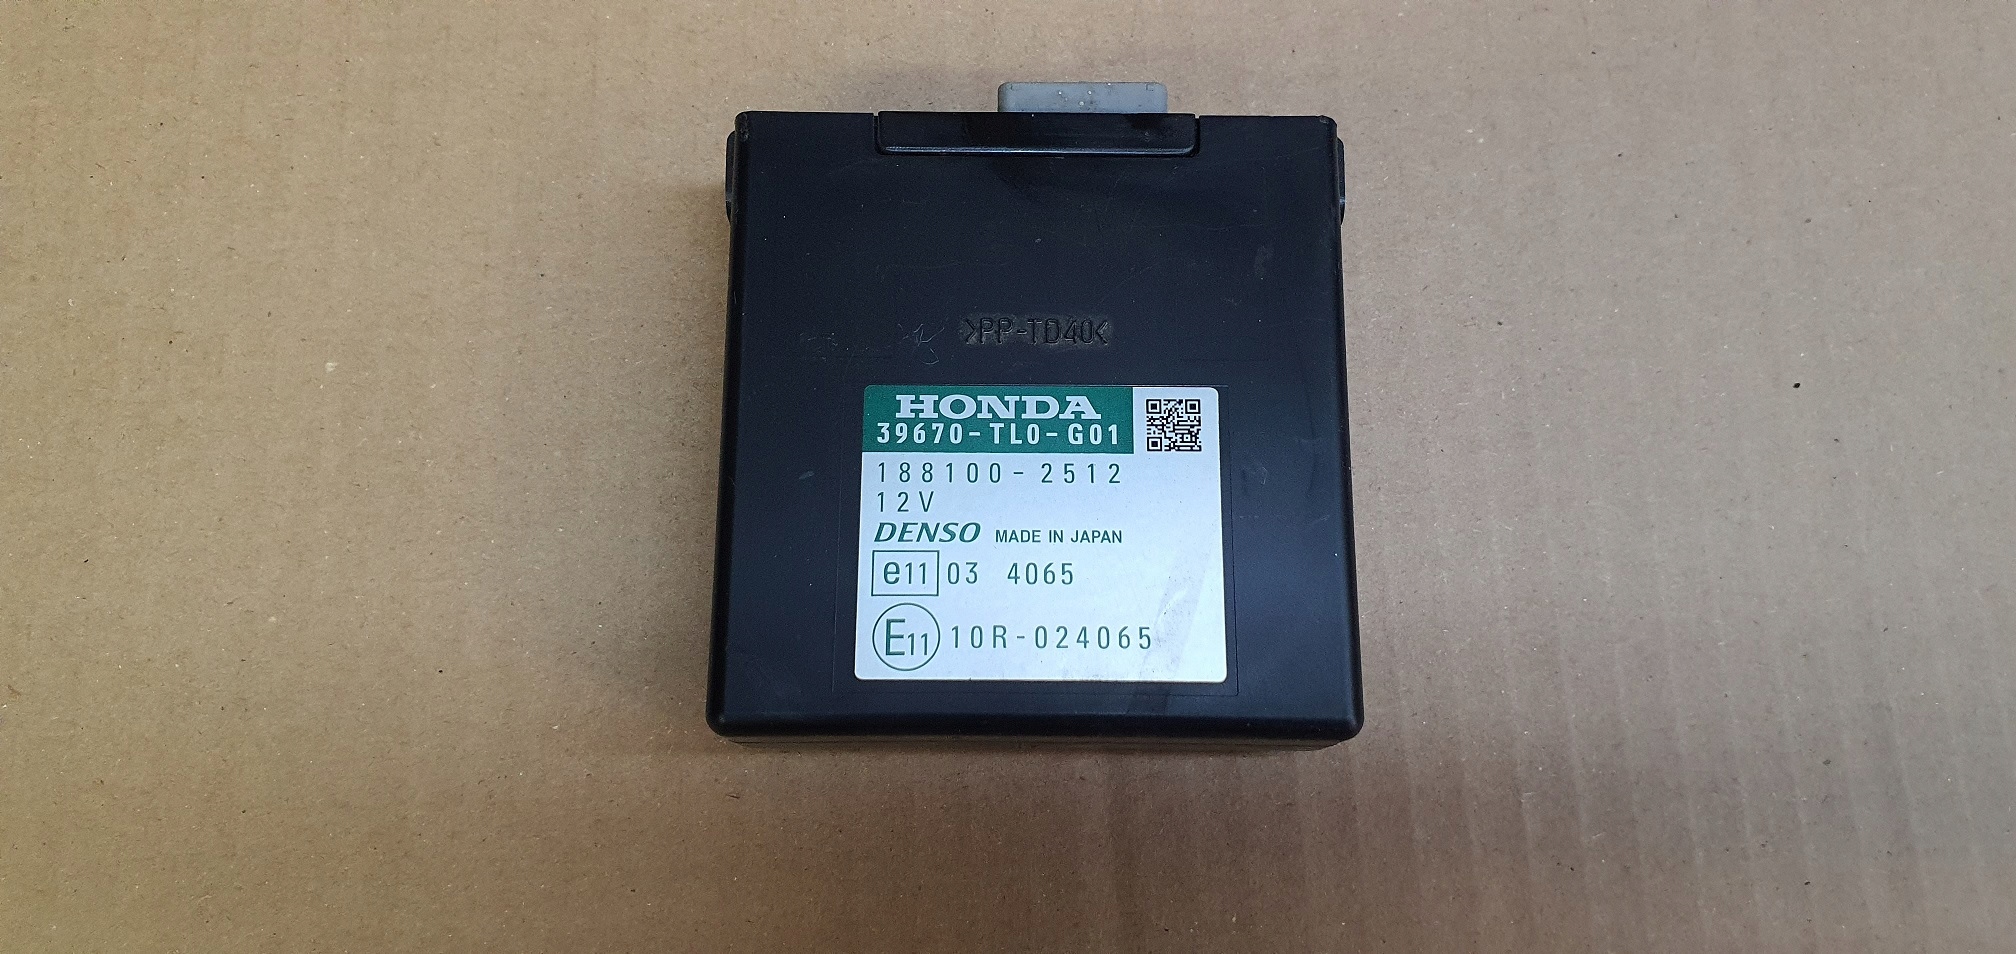 >PP-TD40<
HONDA
39670-TL0-G01
188100-2512
12V
DENSO MADE IN JAPAN
e11 03 4065
E11 10R-024065